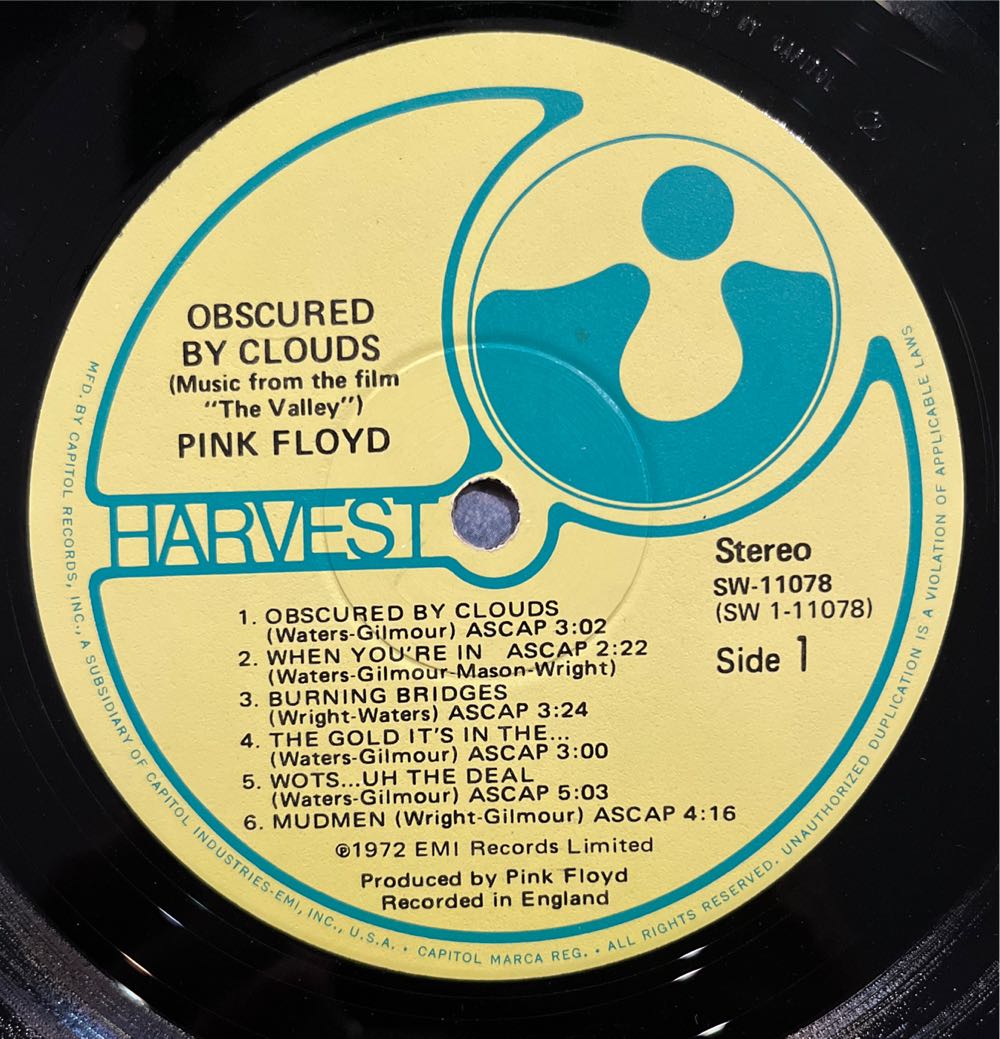 OBSCURED
BY CLOUDS
(Music from the film
"The Valley")
PINK FLOYD
HARVEST
Stereo
SW-11078
(SW 1-11078)
Side 1
1. OBSCURED BY CLOUDS
(Waters-Gilmour) ASCAP 3:02
2. WHEN YOU'RE IN ASCAP 2:22
(Waters-Gilmour-Mason-Wright)
3. BURNING BRIDGES
(Wright-Waters) ASCAP 3:24
4. THE GOLD IT'S IN THE...
(Waters-Gilmour) ASCAP 3:00
5. WOTS...UH THE DEAL
(Waters-Gilmour) ASCAP 5:03
6. MUDMEN (Wright-Gilmour) ASCAP 4:16
℗1972 EMI Records Limited
Produced by Pink Floyd
Recorded in England
MFD. BY CAPITOL RECORDS, INC., A SUBSIDIARY OF CAPITOL INDUSTRIES-EMI, INC., U.S.A. • CAPITOL MARCA REG. • ALL RIGHTS RESERVED. UNAUTHORIZED DUPLICATION IS A VIOLATION OF APPLICABLE LAWS
BY CAPITOL
2